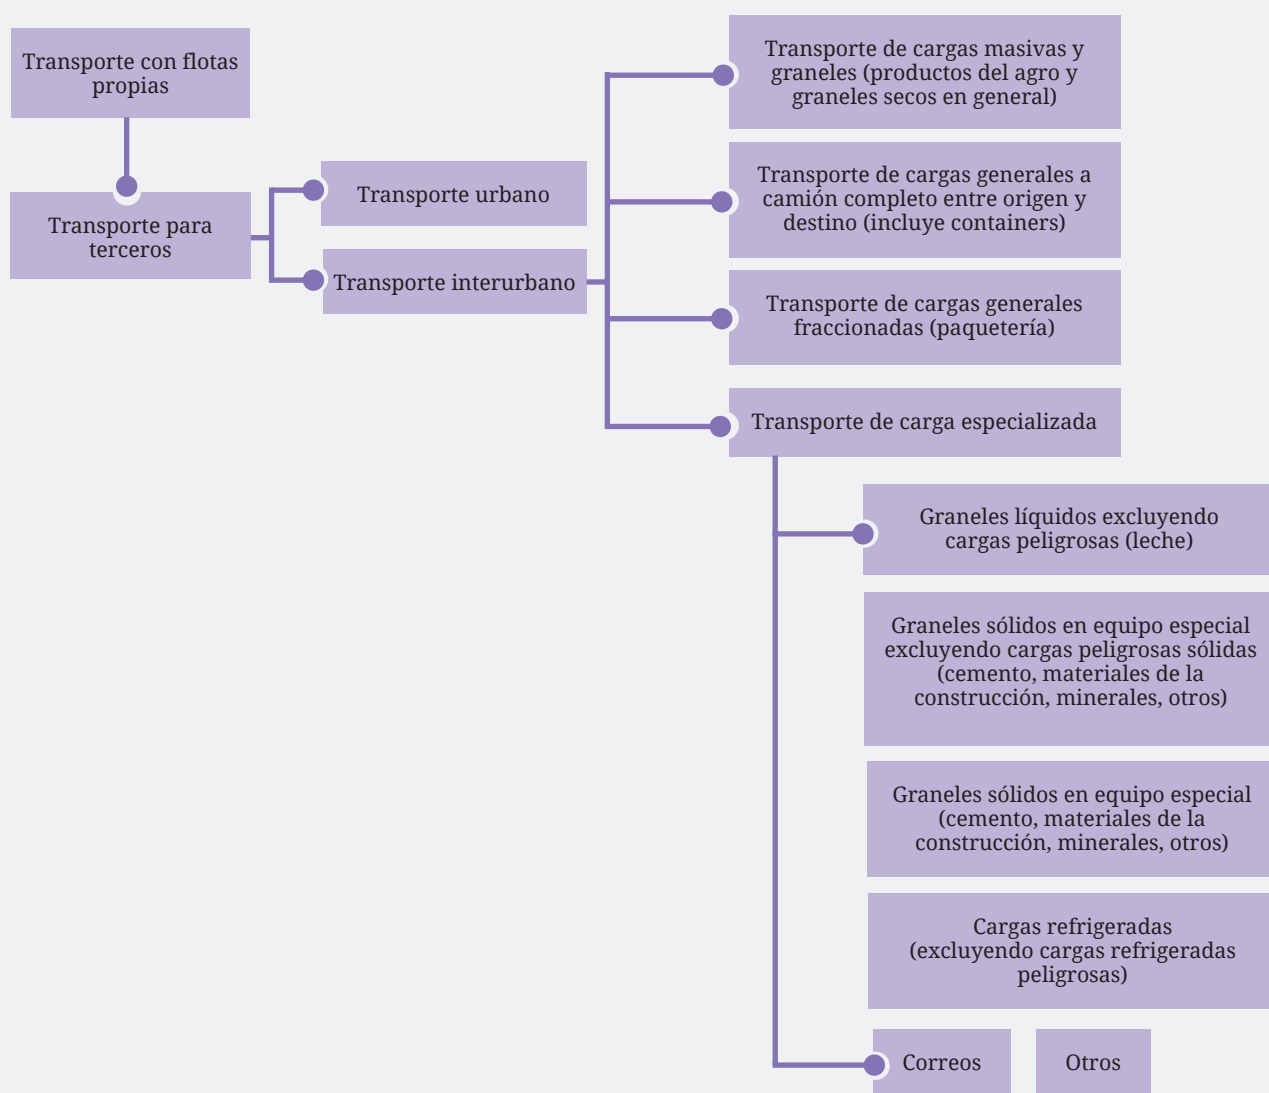 Transporte con flotas
propias
Transporte para
terceros
Transporte urbano
Transporte interurbano
Transporte de cargas masivas y
graneles (productos del agro y
graneles secos en general)
Transporte de cargas generales a
camión completo entre origen y
destino (incluye containers)
Transporte de cargas generales
fraccionadas (paquetería)
Transporte de carga especializada
Graneles líquidos excluyendo
cargas peligrosas (leche)
Graneles sólidos en equipo especial
excluyendo cargas peligrosas sólidas
(cemento, materiales de la
construcción, minerales, otros)
Graneles sólidos en equipo especial
(cemento, materiales de la
construcción, minerales, otros)
Cargas refrigeradas
(excluyendo cargas refrigeradas
peligrosas)
Correos
Otros